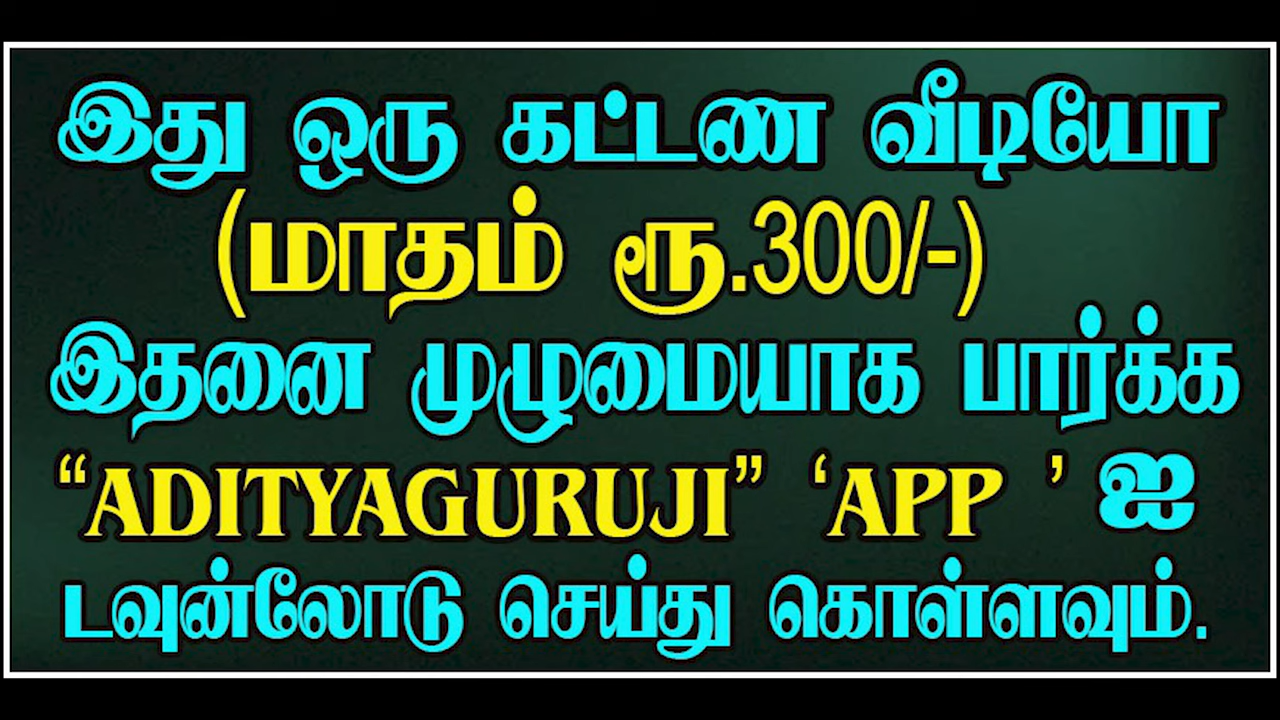 இது ஒரு கட்டண வீடியோ
(மாதம் ரூ.300/-)
இதனை முழுமையாக பார்க்க
“ADITYAGURUJI” ‘APP ’ ஐ
டவுன்லோடு செய்து கொள்ளவும்.